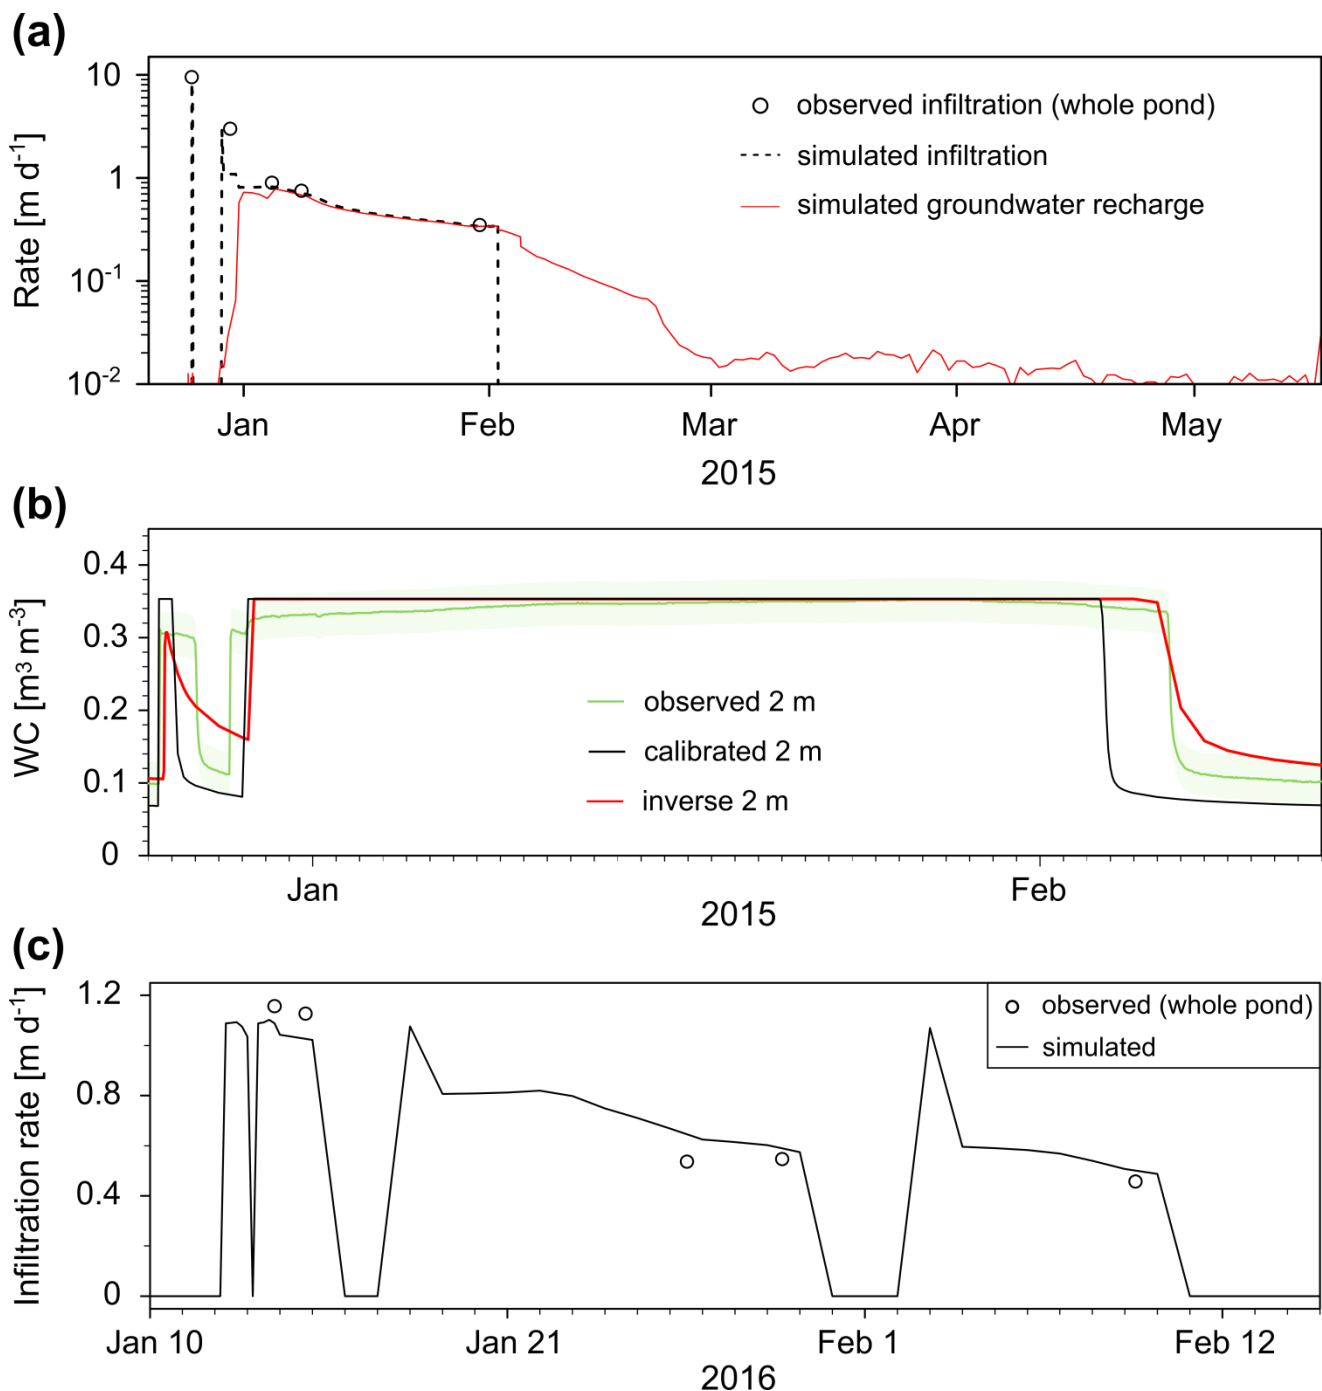 (a)
Rate [m d⁻¹]
10
1
10⁻¹
10⁻²
observed infiltration (whole pond)
simulated infiltration
simulated groundwater recharge
Jan
Feb
Mar
Apr
May
2015
(b)
WC [m³ m⁻³]
0.4
0.3
0.2
0.1
0
observed 2 m
calibrated 2 m
inverse 2 m
Jan
Feb
2015
(c)
Infiltration rate [m d⁻¹]
1.2
0.8
0.4
0
observed (whole pond)
simulated
Jan 10
Jan 21
Feb 1
Feb 12
2016